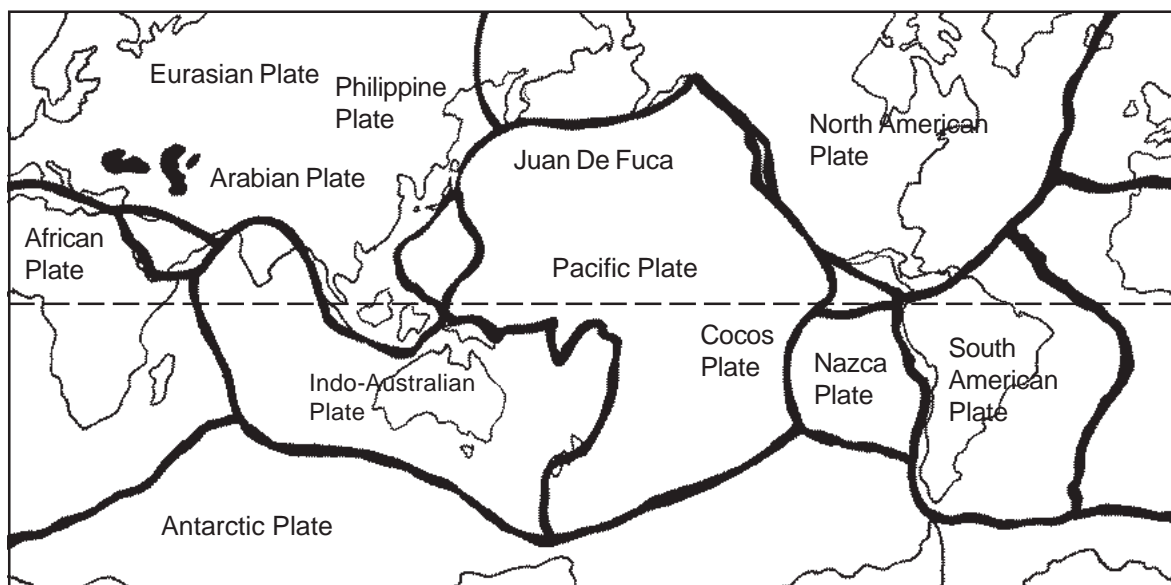 Eurasian Plate
Philippine
Plate
North American
Plate
Juan De Fuca
Arabian Plate
African
Plate
Pacific Plate
Cocos
Plate
Nazca
Plate
South
American
Plate
Indo-Australian
Plate
Antarctic Plate